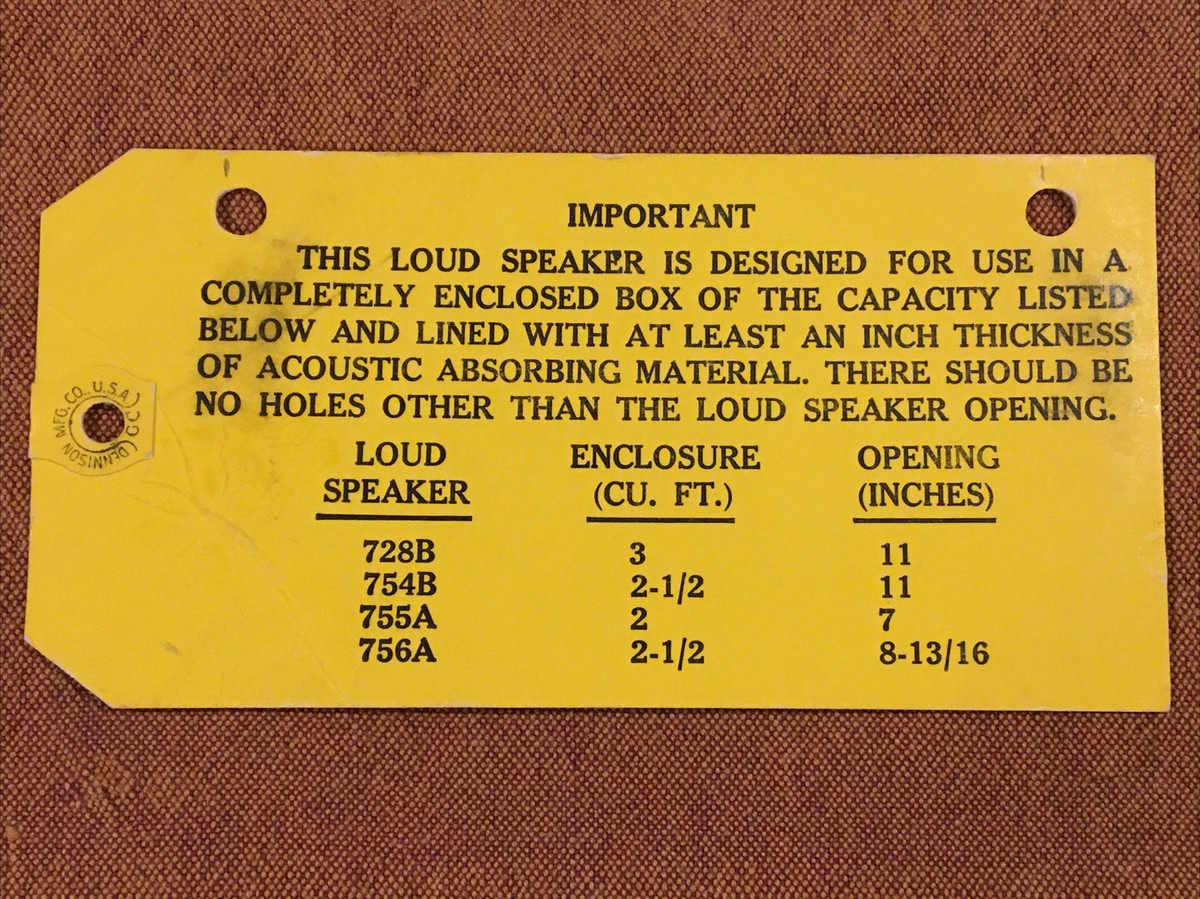 IMPORTANT
THIS LOUD SPEAKER IS DESIGNED FOR USE IN A
COMPLETELY ENCLOSED BOX OF THE CAPACITY LISTED
BELOW AND LINED WITH AT LEAST AN INCH THICKNESS
OF ACOUSTIC ABSORBING MATERIAL. THERE SHOULD BE
NO HOLES OTHER THAN THE LOUD SPEAKER OPENING.
LOUD ENCLOSURE OPENING
SPEAKER (CU. FT.) (INCHES)
728B 3 11
754B 2-1/2 11
755A 2 7
756A 2-1/2 8-13/16
DENNISON MFG. CO., U.S.A.